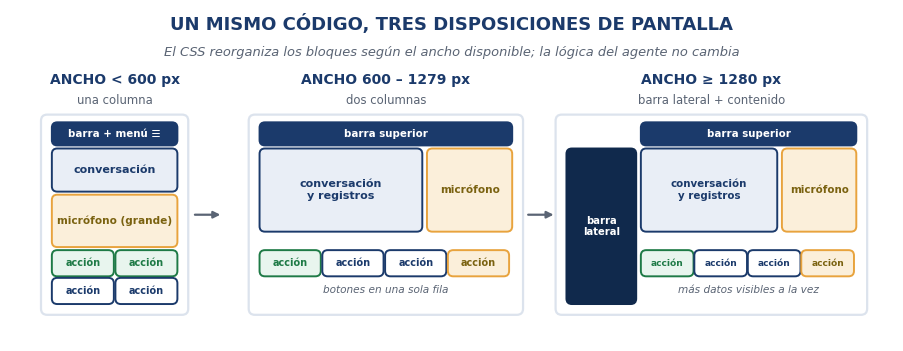 UN MISMO CÓDIGO, TRES DISPOSICIONES DE PANTALLA
El CSS reorganiza los bloques según el ancho disponible; la lógica del agente no cambia
ANCHO < 600 px
una columna
barra + menú ☰
conversación
micrófono (grande)
acción acción
acción acción
ANCHO 600 – 1279 px
dos columnas
barra superior
conversación
y registros
micrófono
acción acción acción acción
botones en una sola fila
ANCHO ≥ 1280 px
barra lateral + contenido
barra superior
barra
lateral
conversación
y registros
micrófono
acción acción acción acción
más datos visibles a la vez